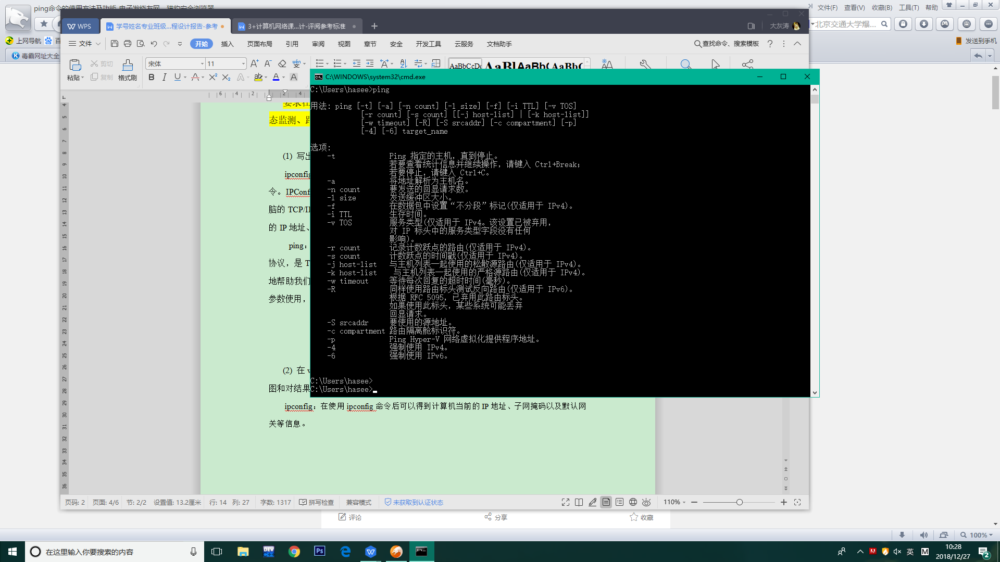 ping命令的使用方法及功能-电子发烧友网 - 猎豹安全浏览器
文件(F) 查看(V) 收藏(B) 工具(T) 帮助
北京交通大学爆...
上网导航
发送到手机
毒霸网址大全
WPS
学号姓名专业班级...程设计报告-参考
3+计算机网络课...计-评阅参考标准
大灰涛
文件 开始 插入 页面布局 引用 审阅 视图 章节 安全 开发工具 云服务 文档助手 查找命令、搜索模板
粘贴 剪切 复制 格式刷
宋体 11
AaBbCcDc AaBl AaBb( AaBb(
C:\WINDOWS\system32\cmd.exe
C:\Users\hasee>ping
用法: ping [-t] [-a] [-n count] [-l size] [-f] [-i TTL] [-v TOS]
[-r count] [-s count] [[-j host-list] | [-k host-list]]
[-w timeout] [-R] [-S srcaddr] [-c compartment] [-p]
[-4] [-6] target_name
选项:
-t Ping 指定的主机，直到停止。
若要查看统计信息并继续操作，请键入 Ctrl+Break；
若要停止，请键入 Ctrl+C。
-a 将地址解析为主机名。
-n count 要发送的回显请求数。
-l size 发送缓冲区大小。
-f 在数据包中设置“不分段”标记(仅适用于 IPv4)。
-i TTL 生存时间。
-v TOS 服务类型(仅适用于 IPv4。该设置已被弃用，
对 IP 标头中的服务类型字段没有任何
影响)。
-r count 记录计数跃点的路由(仅适用于 IPv4)。
-s count 计数跃点的时间戳(仅适用于 IPv4)。
-j host-list 与主机列表一起使用的松散源路由(仅适用于 IPv4)。
-k host-list 与主机列表一起使用的严格源路由(仅适用于 IPv4)。
-w timeout 等待每次回复的超时时间(毫秒)。
-R 同样使用路由标头测试反向路由(仅适用于 IPv6)。
根据 RFC 5095，已弃用此路由标头。
如果使用此标头，某些系统可能丢弃
回显请求。
-S srcaddr 要使用的源地址。
-c compartment 路由隔离舱标识符。
-p Ping Hyper-V 网络虚拟化提供程序地址。
-4 强制使用 IPv4。
-6 强制使用 IPv6。
C:\Users\hasee>
C:\Users\hasee>
态监测、
(1) 写出
ipconfig
令。IPConf
脑的 TCP/I
的 IP 地址、
ping：
协议，是 T
地帮助我们
参数使用，
(2) 在 v
图和对结果
ipconfig：在使用 ipconfig 命令后可以得到计算机当前的 IP 地址、子网掩码以及默认网
关等信息。
页码: 2 页面: 4/6 节: 2/2 设置值: 13.2厘米 行: 14 列: 27 字数: 1317 拼写检查 兼容模式 未获取到认证状态 110%
评论 分享 收藏
100%
在这里输入你要搜索的内容
英
10:28
2018/12/27
2